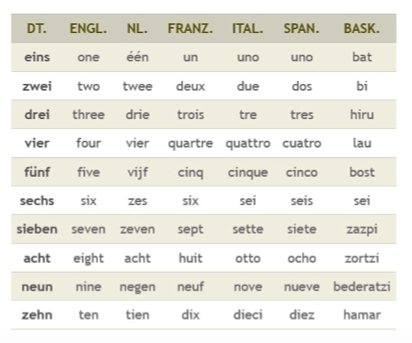 DT. ENGL. NL. FRANZ. ITAL. SPAN. BASK.
eins one één un uno uno bat
zwei two twee deux due dos bi
drei three drie trois tre tres hiru
vier four vier quartre quattro cuatro lau
fünf five vijf cinq cinque cinco bost
sechs six zes six sei seis sei
sieben seven zeven sept sette siete zazpi
acht eight acht huit otto ocho zortzi
neun nine negen neuf nove nueve bederatzi
zehn ten tien dix dieci diez hamar